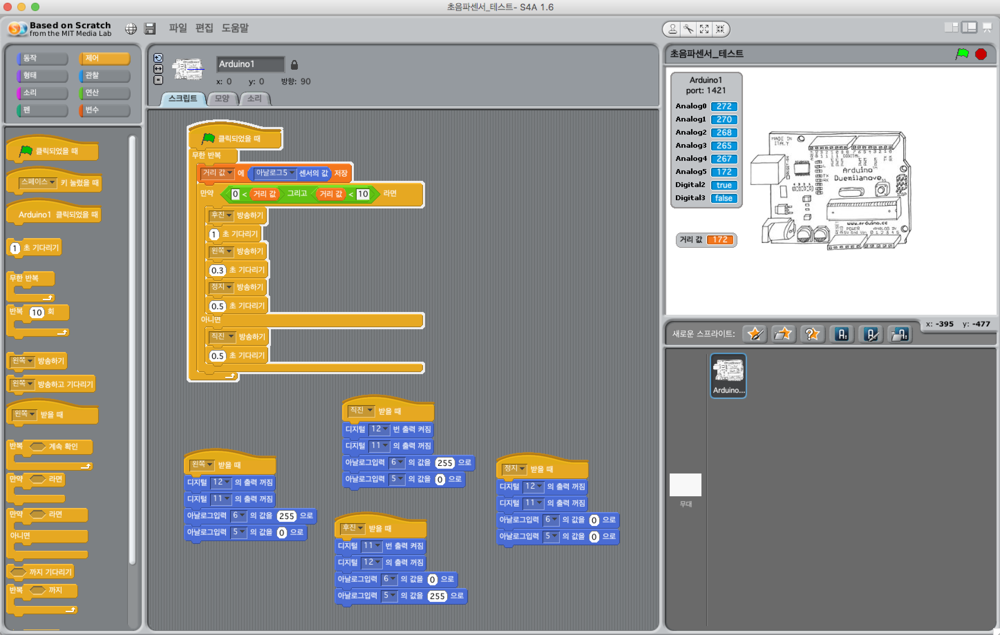 초음파센서_테스트- S4A 1.6
Based on Scratch
from the MIT Media Lab
파일 편집 도움말
동작 제어
형태 관찰
소리 연산
펜 변수
클릭되었을 때
스페이스 키 눌렀을 때
Arduino1 클릭되었을 때
1 초 기다리기
무한 반복
반복 10 회
왼쪽 방송하기
왼쪽 방송하고 기다리기
왼쪽 받을 때
반복 계속 확인
만약 라면
만약 라면
아니면
까지 기다리기
반복 까지
Arduino1
x: 0 y: 0 방향: 90
스크립트 모양 소리
클릭되었을 때
무한 반복
거리 값 에 아날로그5 센서의 값 저장
만약 0 < 거리 값 그리고 거리 값 < 10 라면
후진 방송하기
1 초 기다리기
왼쪽 방송하기
0.3 초 기다리기
정지 방송하기
0.5 초 기다리기
아니면
직진 방송하기
0.5 초 기다리기
직진 받을 때
디지털 12 번 출력 켜짐
디지털 11 의 출력 꺼짐
아날로그입력 6 의 값을 255 으로
아날로그입력 5 의 값을 0 으로
왼쪽 받을 때
디지털 12 의 출력 꺼짐
디지털 11 의 출력 꺼짐
아날로그입력 6 의 값을 255 으로
아날로그입력 5 의 값을 0 으로
정지 받을 때
디지털 12 의 출력 꺼짐
디지털 11 의 출력 꺼짐
아날로그입력 6 의 값을 0 으로
아날로그입력 5 의 값을 0 으로
후진 받을 때
디지털 11 번 출력 켜짐
디지털 12 의 출력 꺼짐
아날로그입력 6 의 값을 0 으로
아날로그입력 5 의 값을 255 으로
초음파센서_테스트
Arduino1
port: 1421
Analog0 272
Analog1 270
Analog2 268
Analog3 265
Analog4 267
Analog5 172
Digital2 true
Digital3 false
거리 값 172
MADE IN
ITALY
DIGITAL
Arduino
Duemilanove
TX
RX
ICSP
www.arduino.cc
POWER ANALOG IN
5V Gnd Vin 0 1 2 3 4 5
x: -395 y: -477
새로운 스프라이트:
Arduino...
무대